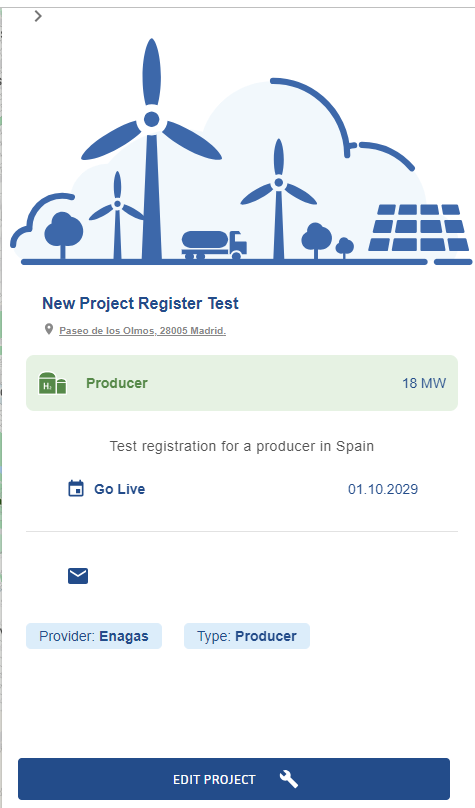 New Project Register Test
Paseo de los Olmos, 28005 Madrid.
H₂
Producer 18 MW
Test registration for a producer in Spain
Go Live 01.10.2029
Provider: Enagas Type: Producer
EDIT PROJECT